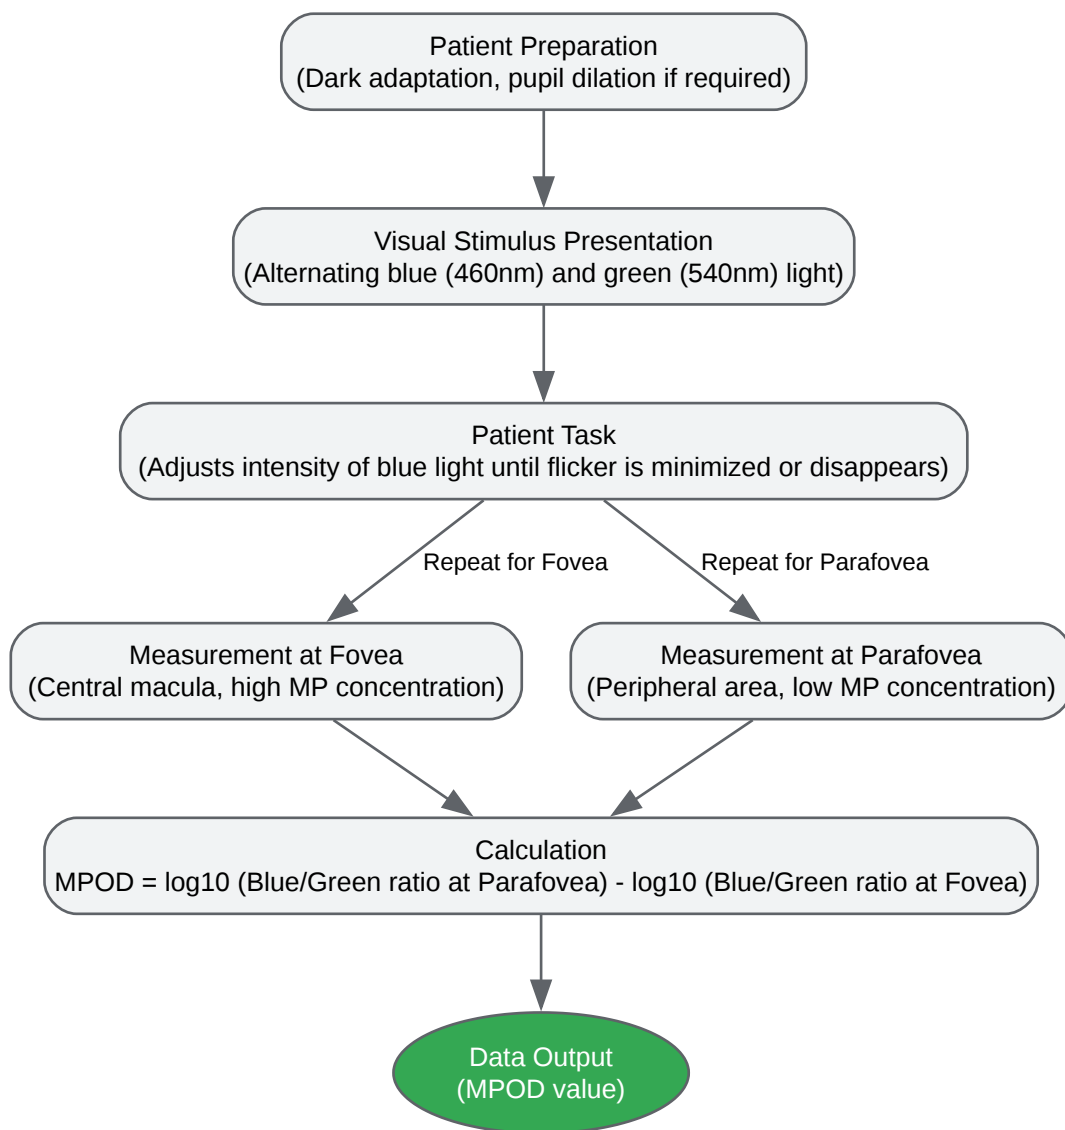 Patient Preparation
(Dark adaptation, pupil dilation if required)
Visual Stimulus Presentation
(Alternating blue (460nm) and green (540nm) light)
Patient Task
(Adjusts intensity of blue light until flicker is minimized or disappears)
Repeat for Fovea
Repeat for Parafovea
Measurement at Fovea
(Central macula, high MP concentration)
Measurement at Parafovea
(Peripheral area, low MP concentration)
Calculation
MPOD = log10 (Blue/Green ratio at Parafovea) - log10 (Blue/Green ratio at Fovea)
Data Output
(MPOD value)